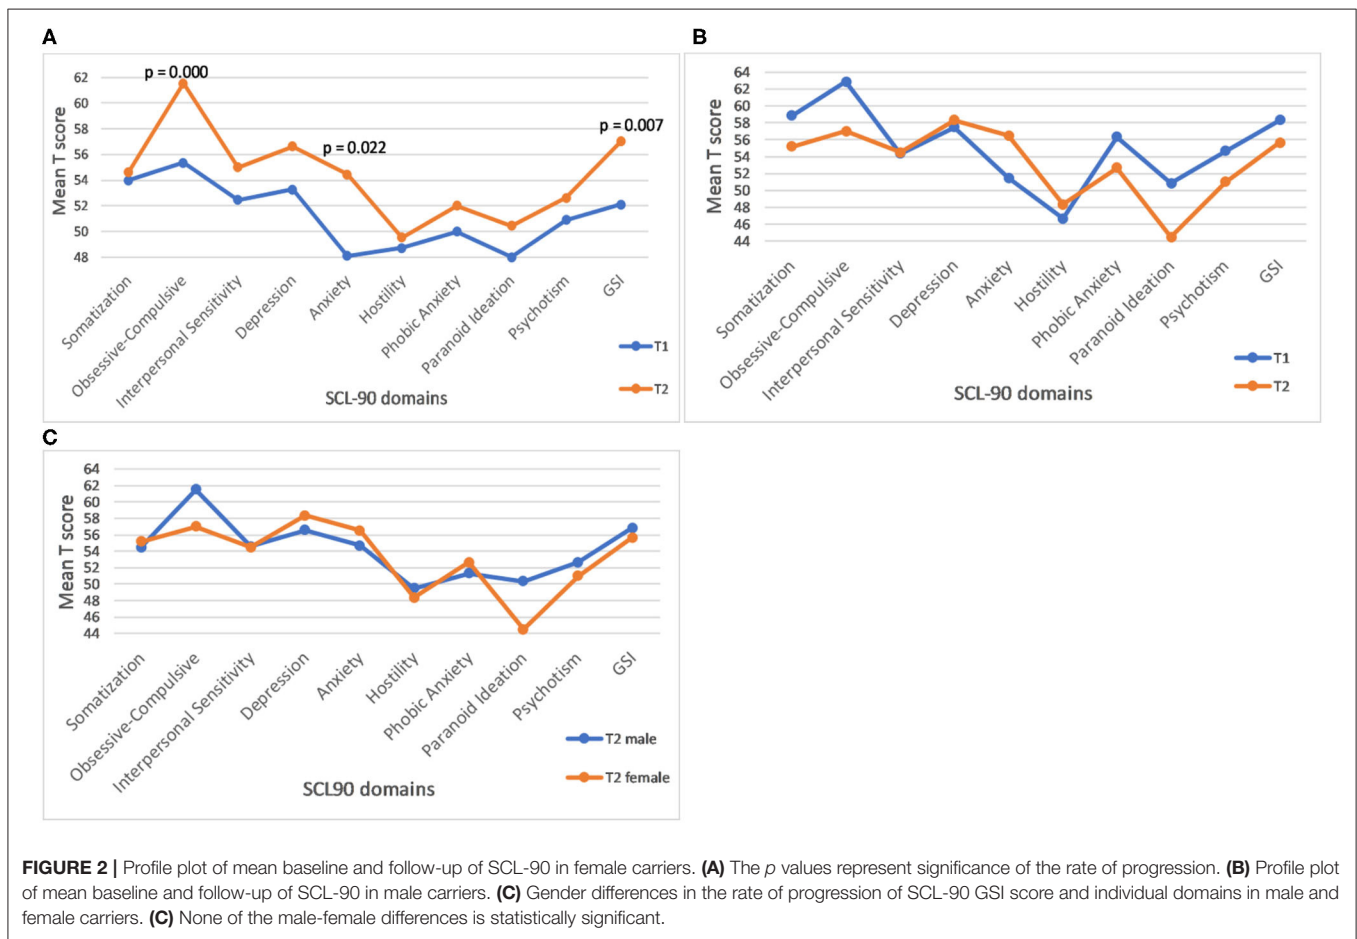 A
Mean T score
62
60
58
56
54
52
50
48
p = 0.000
p = 0.022
p = 0.007
Somatization
Obsessive-Compulsive
Interpersonal Sensitivity
Depression
Anxiety
Hostility
Phobic Anxiety
Paranoid Ideation
Psychotism
GSI
T1
T2
SCL-90 domains
B
Mean T score
64
62
60
58
56
54
52
50
48
46
44
Somatization
Obsessive-Compulsive
Interpersonal Sensitivity
Depression
Anxiety
Hostility
Phobic Anxiety
Paranoid Ideation
Psychotism
GSI
T1
T2
SCL-90 domains
C
Mean T score
64
62
60
58
56
54
52
50
48
46
44
Somatization
Obsessive-Compulsive
Interpersonal Sensitivity
Depression
Anxiety
Hostility
Phobic Anxiety
Paranoid Ideation
Psychotism
GSI
T2 male
T2 female
SCL90 domains
FIGURE 2 | Profile plot of mean baseline and follow-up of SCL-90 in female carriers. (A) The p values represent significance of the rate of progression. (B) Profile plot
of mean baseline and follow-up of SCL-90 in male carriers. (C) Gender differences in the rate of progression of SCL-90 GSI score and individual domains in male and
female carriers. (C) None of the male-female differences is statistically significant.